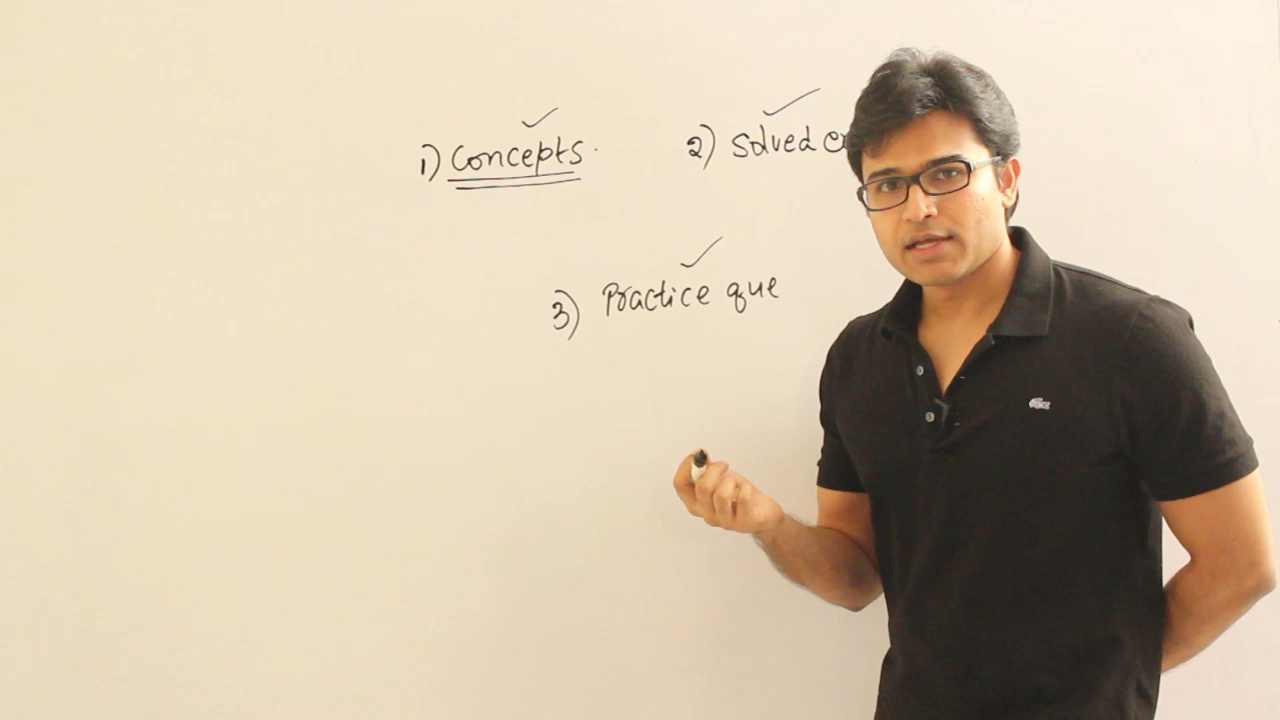 1) Concepts.
2) Solved
3) Practice que